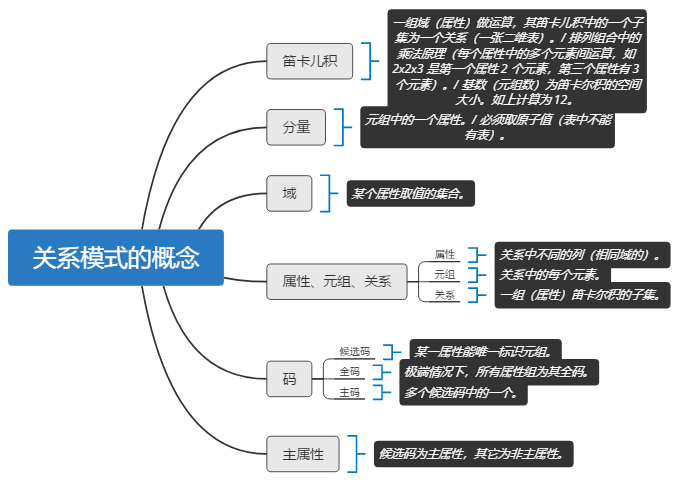 关系模式的概念
笛卡儿积
一组域（属性）做运算，其笛卡儿积中的一个子
集为一个关系（一张二维表）。/ 排列组合中的
乘法原理（每个属性中的多个元素间运算，如
2x2x3 是第一个属性 2 个元素，第三个属性有 3
个元素）。/ 基数（元组数）为笛卡尔积的空间
大小。如上计算为 12。
分量
元组中的一个属性。/ 必须取原子值（表中不能
有表）。
域
某个属性取值的集合。
属性、元组、关系
属性
关系中不同的列（相同域的）。
元组
关系中的每个元素。
关系
一组（属性）笛卡尔积的子集。
码
候选码
某一属性能唯一标识元组。
全码
极端情况下，所有属性组为其全码。
主码
多个候选码中的一个。
主属性
候选码为主属性，其它为非主属性。